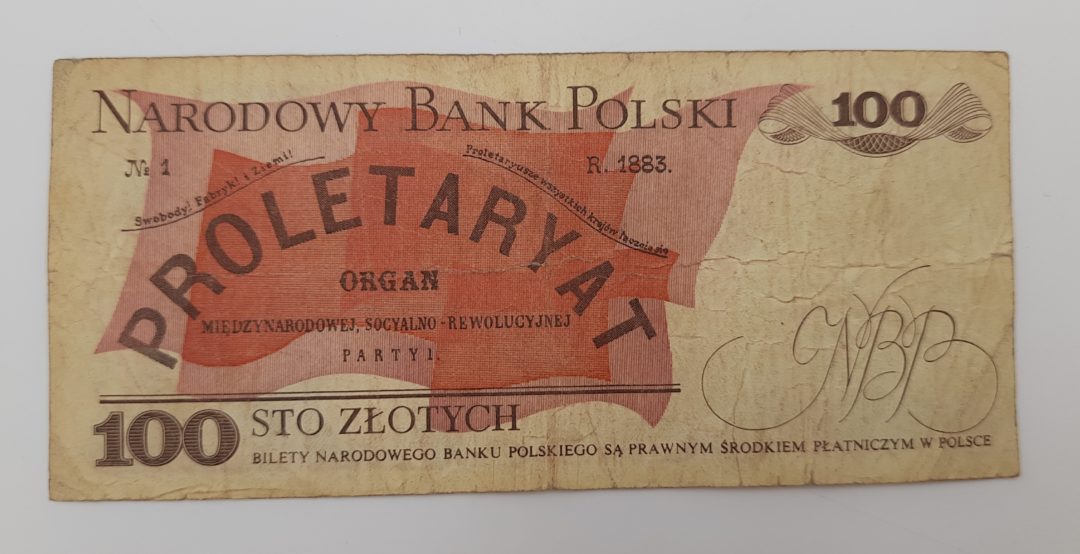 NARODOWY BANK POLSKI
100
№ 1
R. 1883.
Swobody! Fabryk! i Ziemi!
Proletaryusze wszystkich krajów łączcie się
PROLETARYAT
ORGAN
MIĘDZYNARODOWEJ, SOCYALNO-REWOLUCYJNEJ
PARTYI.
NBP
100 STO ZŁOTYCH
BILETY NARODOWEGO BANKU POLSKIEGO SĄ PRAWNYM ŚRODKIEM PŁATNICZYM W POLSCE